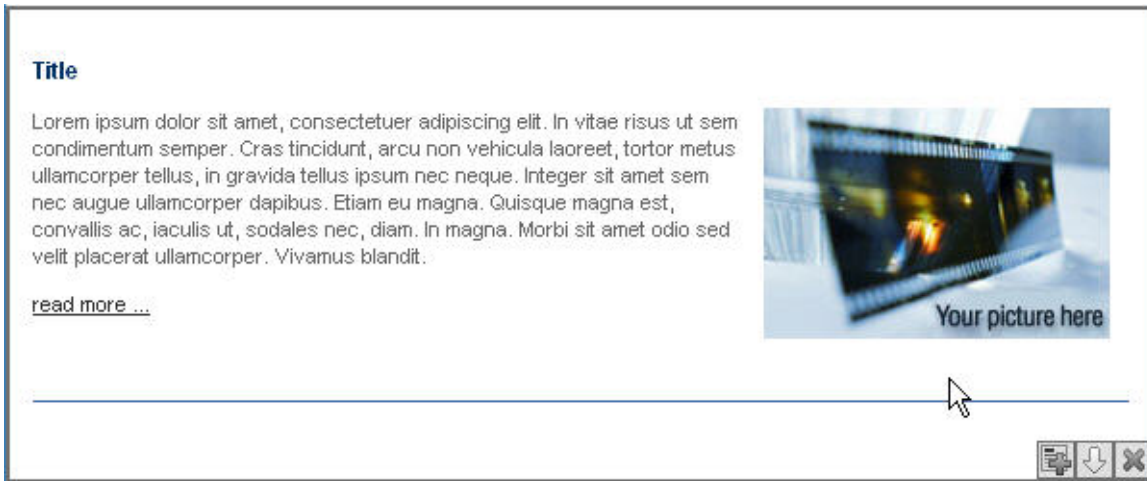 Title
Lorem ipsum dolor sit amet, consectetuer adipiscing elit. In vitae risus ut sem
condimentum semper. Cras tincidunt, arcu non vehicula laoreet, tortor metus
ullamcorper tellus, in gravida tellus ipsum nec neque. Integer sit amet sem
nec augue ullamcorper dapibus. Etiam eu magna. Quisque magna est,
convallis ac, iaculis ut, sodales nec, diam. In magna. Morbi sit amet odio sed
velit placerat ullamcorper. Vivamus blandit.
read more ...
Your picture here